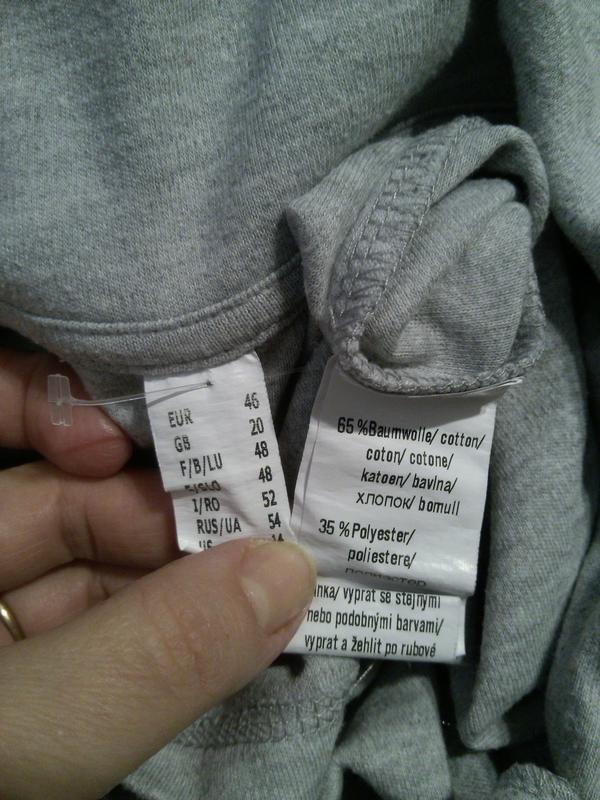 EUR 46
GB 20
F/B/LU 48
48
I/RO 52
RUS/UA 54
65 %Baumwolle/ cotton/
coton/ cotone/
katoen/ bavlna/
хлопок/ bomull
35 %Polyester/
poliestere/
полиэстер
vyprat se stejnými
nebo podobnými barvami/
vyprat a žehlit po rubové